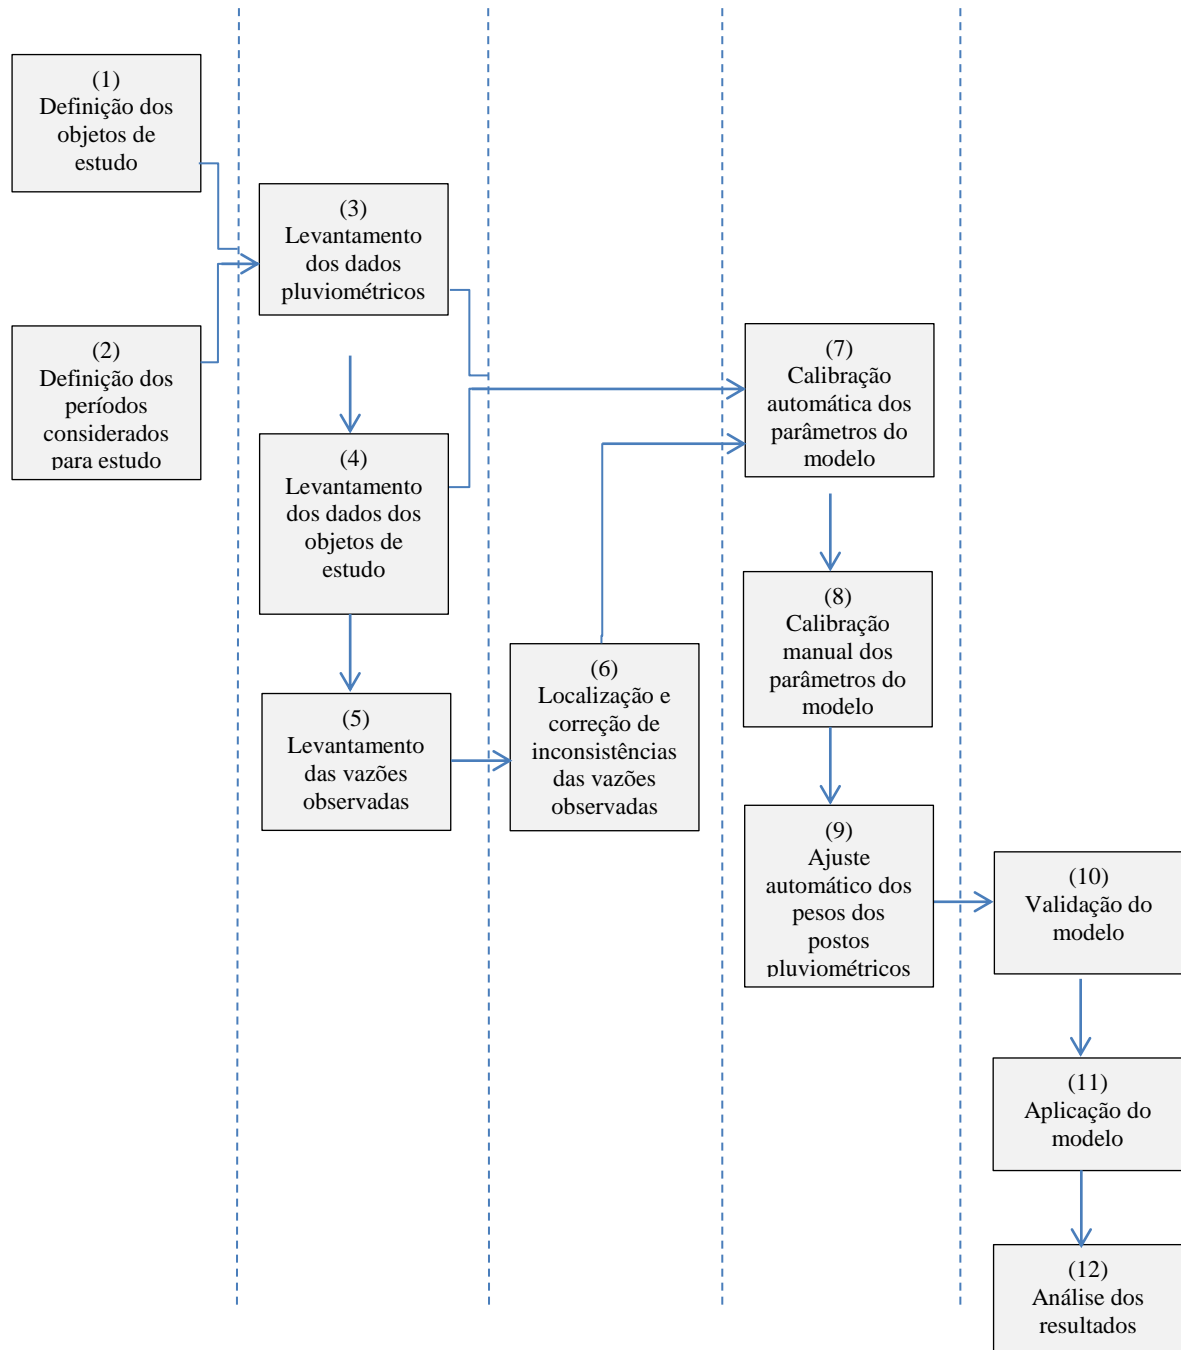 (1)
Definição dos
objetos de
estudo
(2)
Definição dos
períodos
considerados
para estudo
(3)
Levantamento
dos dados
pluviométricos
(4)
Levantamento
dos dados dos
objetos de
estudo
(5)
Levantamento
das vazões
observadas
(6)
Localização e
correção de
inconsistências
das vazões
observadas
(7)
Calibração
automática dos
parâmetros do
modelo
(8)
Calibração
manual dos
parâmetros do
modelo
(9)
Ajuste
automático dos
pesos dos
postos
pluviométricos
(10)
Validação do
modelo
(11)
Aplicação do
modelo
(12)
Análise dos
resultados